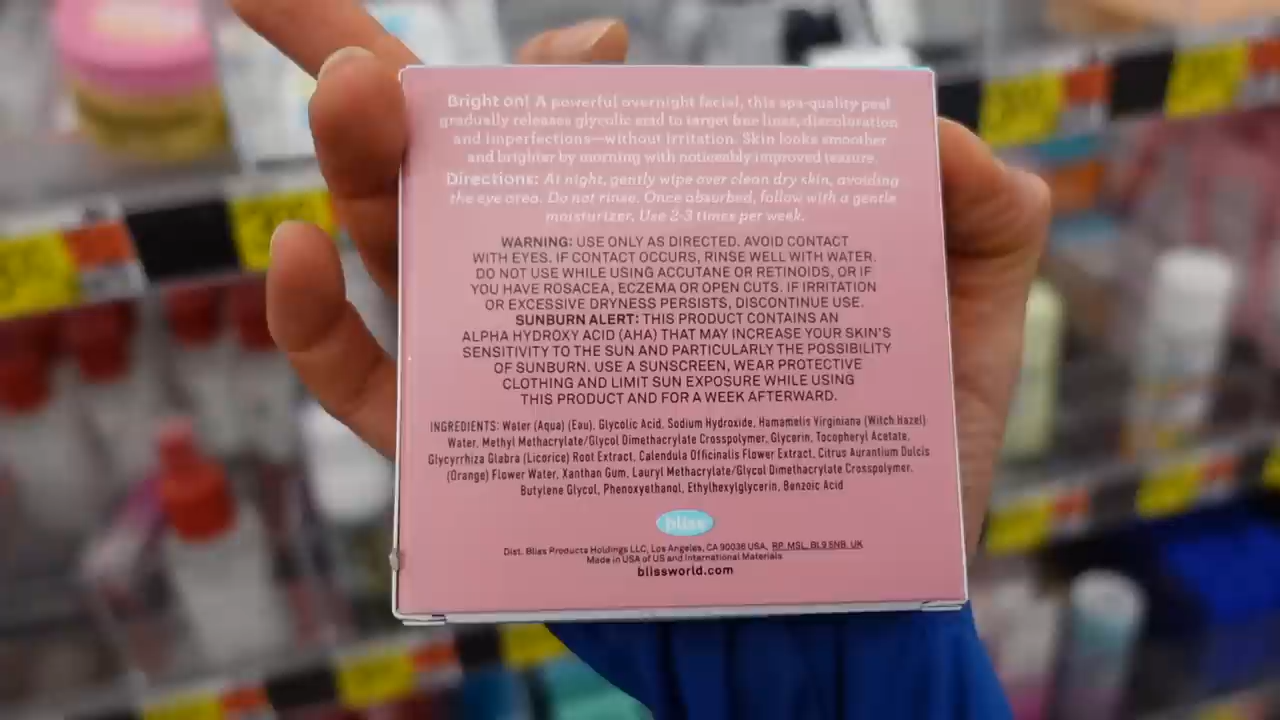 Bright on! A powerful overnight facial, this spa-quality peel
gradually releases glycolic acid to target fine lines, discoloration
and imperfections—without irritation. Skin looks smoother
and brighter by morning with noticeably improved texture.
Directions: At night, gently wipe over clean dry skin, avoiding
the eye area. Do not rinse. Once absorbed, follow with a gentle
moisturizer. Use 2-3 times per week.
WARNING: USE ONLY AS DIRECTED. AVOID CONTACT
WITH EYES. IF CONTACT OCCURS, RINSE WELL WITH WATER.
DO NOT USE WHILE USING ACCUTANE OR RETINOIDS, OR IF
YOU HAVE ROSACEA, ECZEMA OR OPEN CUTS. IF IRRITATION
OR EXCESSIVE DRYNESS PERSISTS, DISCONTINUE USE.
SUNBURN ALERT: THIS PRODUCT CONTAINS AN
ALPHA HYDROXY ACID (AHA) THAT MAY INCREASE YOUR SKIN'S
SENSITIVITY TO THE SUN AND PARTICULARLY THE POSSIBILITY
OF SUNBURN. USE A SUNSCREEN, WEAR PROTECTIVE
CLOTHING AND LIMIT SUN EXPOSURE WHILE USING
THIS PRODUCT AND FOR A WEEK AFTERWARD.
INGREDIENTS: Water (Aqua) (Eau), Glycolic Acid, Sodium Hydroxide, Hamamelis Virginiana (Witch Hazel)
Water, Methyl Methacrylate/Glycol Dimethacrylate Crosspolymer, Glycerin, Tocopheryl Acetate,
Glycyrrhiza Glabra (Licorice) Root Extract, Calendula Officinalis Flower Extract, Citrus Aurantium Dulcis
(Orange) Flower Water, Xanthan Gum, Lauryl Methacrylate/Glycol Dimethacrylate Crosspolymer,
Butylene Glycol, Phenoxyethanol, Ethylhexylglycerin, Benzoic Acid
bliss
Dist. Bliss Products Holdings LLC, Los Angeles, CA 90036 USA, RP. MSL, BL9 5NB, UK
Made in USA of US and International Materials
blissworld.com